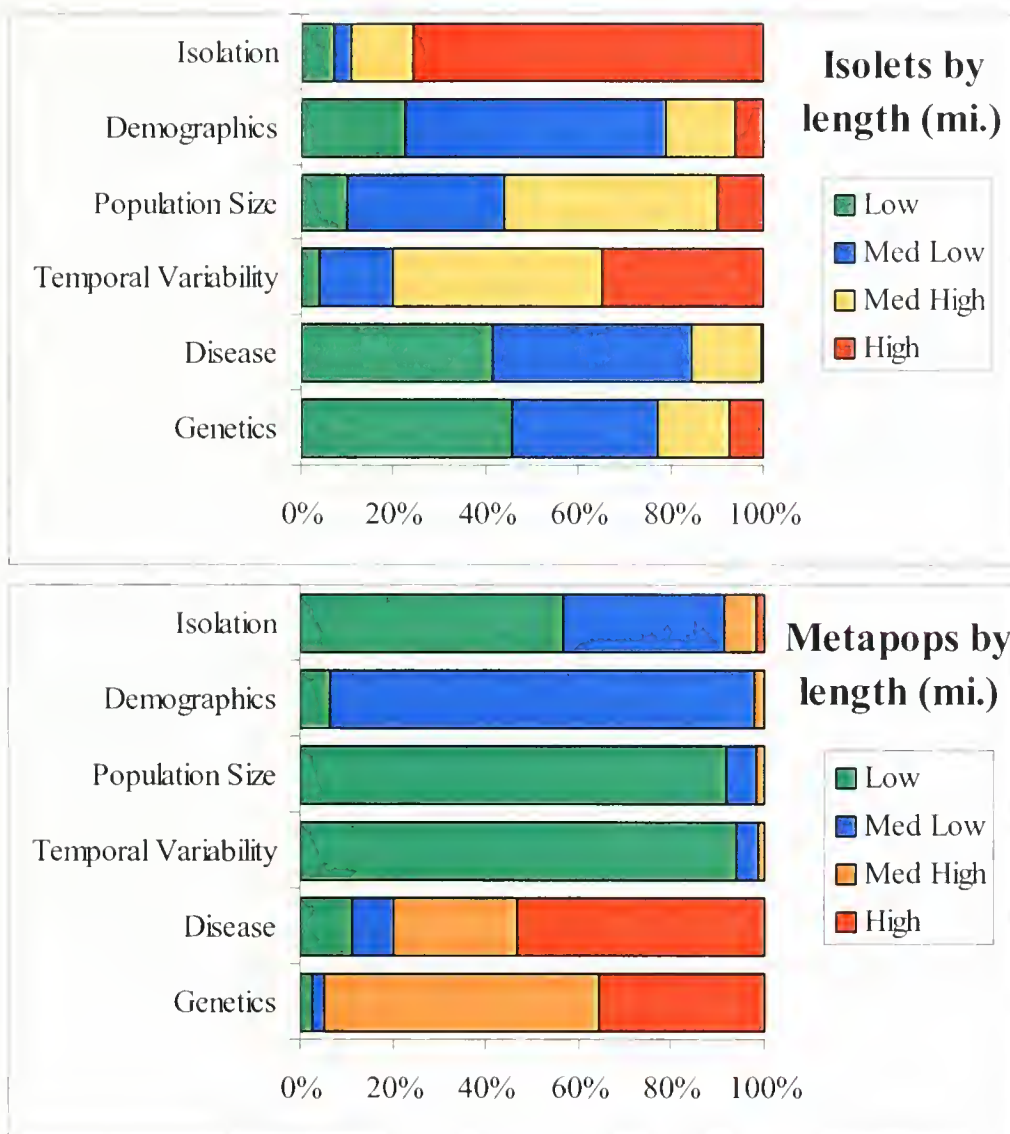 Isolation
Demographics
Population Size
Temporal Variability
Disease
Genetics
0% 20% 40% 60% 80% 100%
Isolets by
length (mi.)
Low
Med Low
Med High
High
Isolation
Demographics
Population Size
Temporal Variability
Disease
Genetics
0% 20% 40% 60% 80% 100%
Metapops by
length (mi.)
Low
Med Low
Med High
High